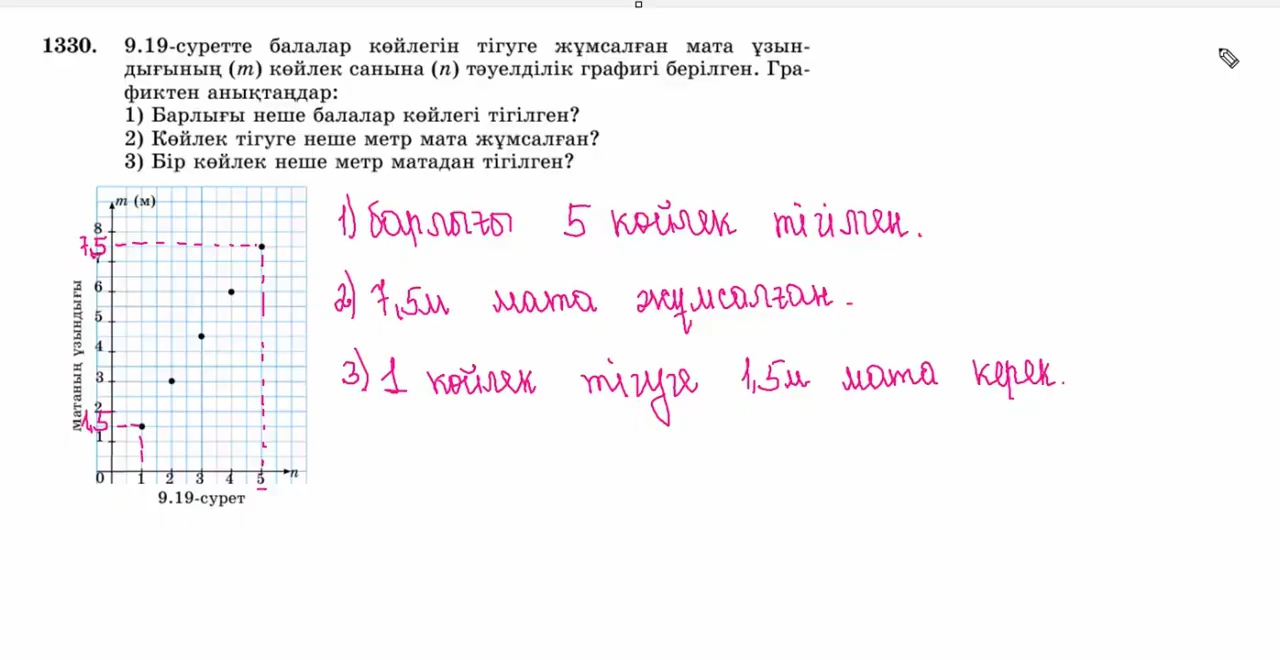 1330. 9.19-суретте балалар көйлегін тігуге жұмсалған мата ұзын-
дығының (m) көйлек санына (n) тәуелділік графигі берілген. Гра-
фиктен анықтаңдар:
1) Барлығы неше балалар көйлегі тігілген?
2) Көйлек тігуге неше метр мата жұмсалған?
3) Бір көйлек неше метр матадан тігілген?
m (м)
8
7,5
7
6
5
4
3
2
1,5
1
0 1 2 3 4 5 n
Матаның ұзындығы
9.19-сурет
1) барлығы 5 көйлек тігілген.
2) 7,5м мата жұмсалған.
3) 1 көйлек тігуге 1,5м мата керек.